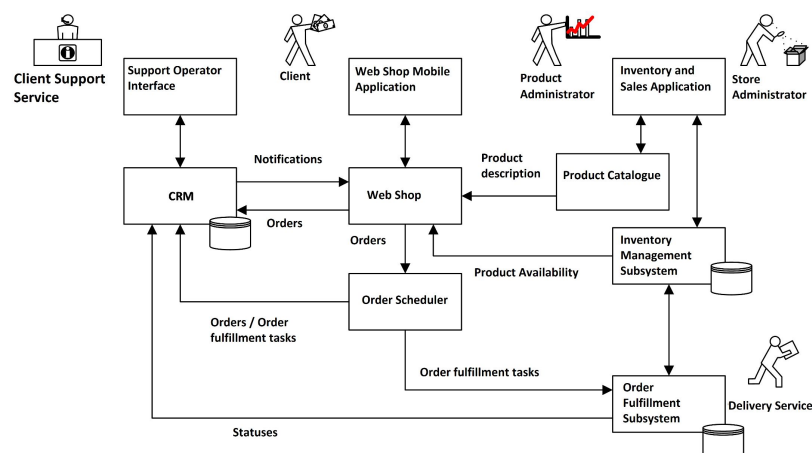 Client Support
Service
Support Operator
Interface
Client
Web Shop Mobile
Application
Product
Administrator
Inventory and
Sales Application
Store
Administrator
Notifications
Product
description
Product Catalogue
CRM
Web Shop
Orders
Orders
Product Availability
Inventory
Management
Subsystem
Order Scheduler
Orders / Order
fulfillment tasks
Order fulfillment tasks
Order
Fulfillment
Subsystem
Delivery Service
Statuses